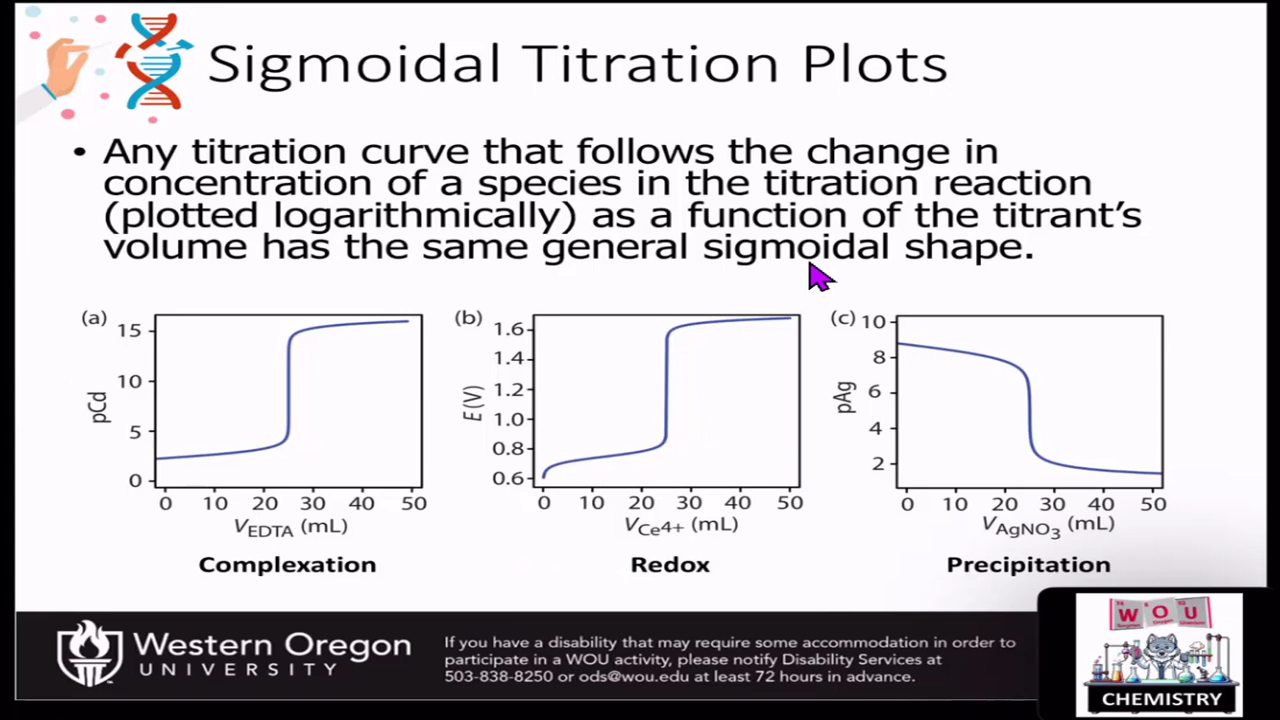 Sigmoidal Titration Plots
• Any titration curve that follows the change in
concentration of a species in the titration reaction
(plotted logarithmically) as a function of the titrant’s
volume has the same general sigmoidal shape.
(a)
15
10
5
0
pCd
0 10 20 30 40 50
VEDTA (mL)
Complexation
(b)
1.6
1.4
1.2
1.0
0.8
0.6
E (V)
0 10 20 30 40 50
VCe4+ (mL)
Redox
(c)
10
8
6
4
2
pAg
0 10 20 30 40 50
VAgNO3 (mL)
Precipitation
Western Oregon
UNIVERSITY
If you have a disability that may require some accommodation in order to
participate in a WOU activity, please notify Disability Services at
503-838-8250 or ods@wou.edu at least 72 hours in advance.
W O U
CHEMISTRY